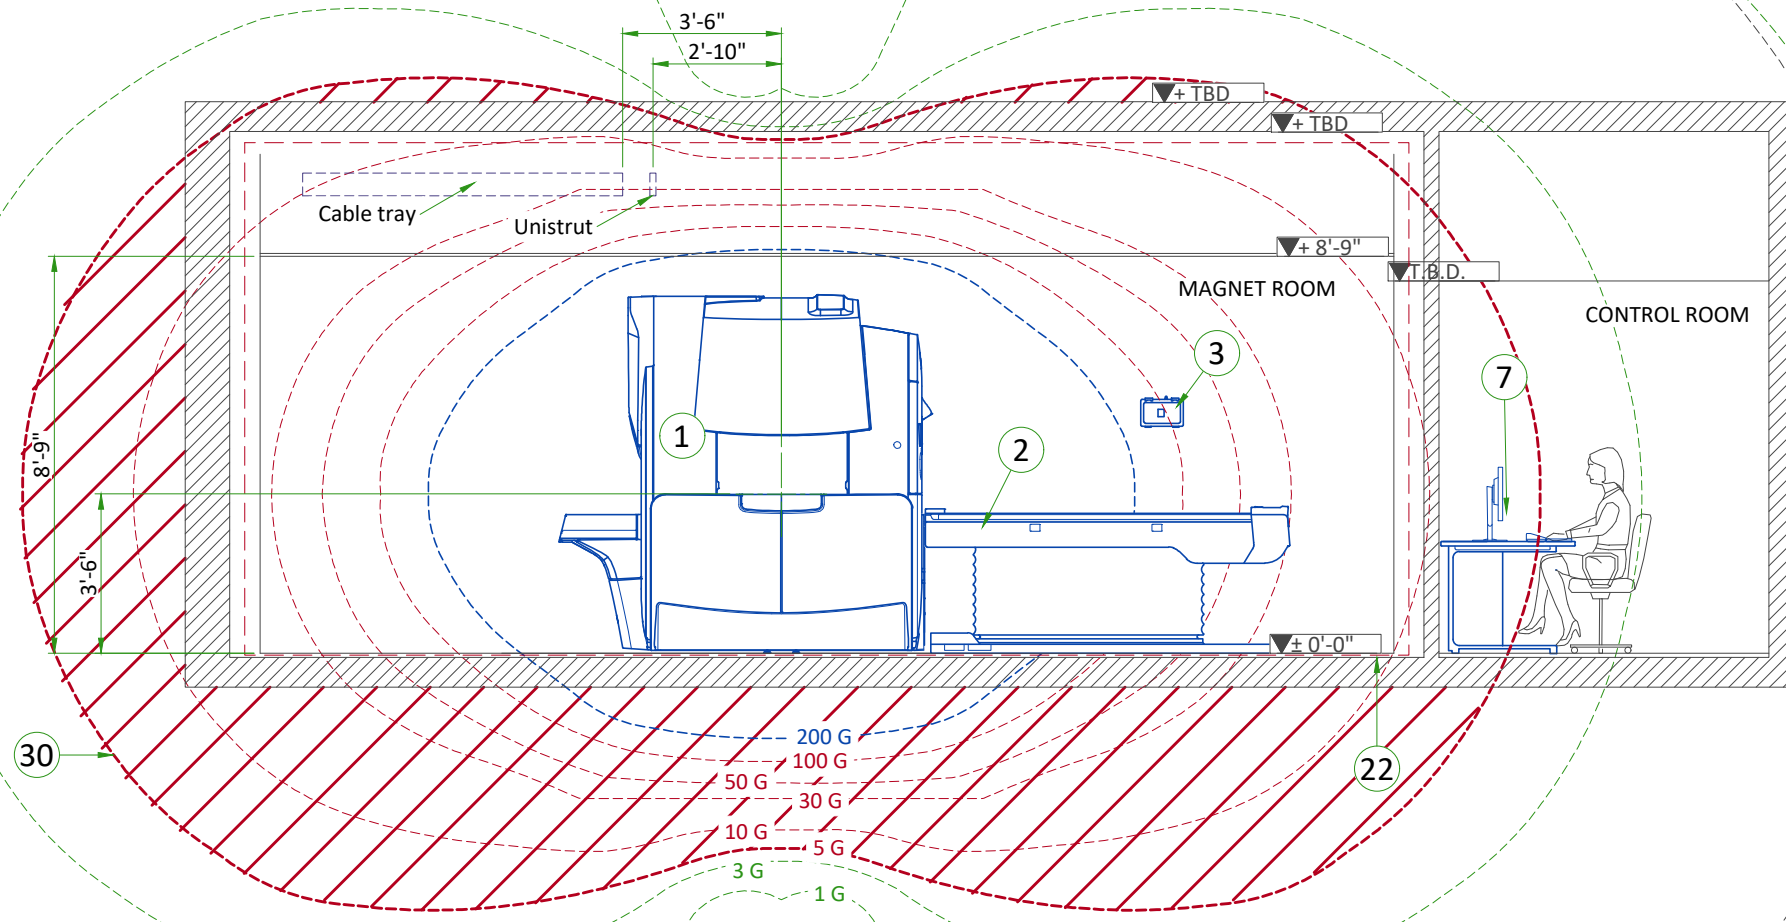 3'-6"
2'-10"
+ TBD
+ TBD
Cable tray
Unistrut
+ 8'-9"
T.B.D.
MAGNET ROOM
CONTROL ROOM
3
7
1
2
8'-9"
3'-6"
± 0'-0"
30
22
200 G
100 G
50 G
30 G
10 G
5 G
3 G
1 G